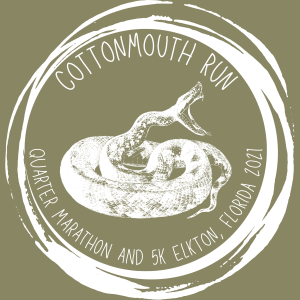 COTTONMOUTH RUN
QUARTER MARATHON AND 5K ELKTON, FLORIDA 2021